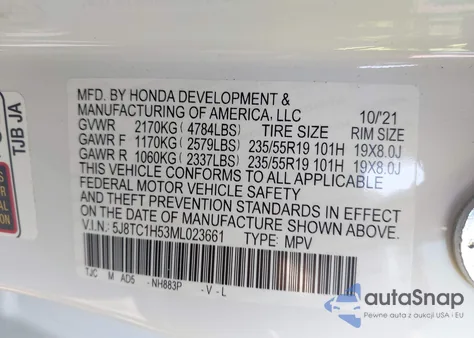 TJB JA
MFD. BY HONDA DEVELOPMENT &
MANUFACTURING OF AMERICA, LLC 10/'21
GVWR 2170KG ( 4784LBS) TIRE SIZE RIM SIZE
GAWR F 1170KG ( 2579LBS) 235/55R19 101H 19X8.0J
GAWR R 1060KG ( 2337LBS) 235/55R19 101H 19X8.0J
THIS VEHICLE CONFORMS TO ALL APPLICABLE
FEDERAL MOTOR VEHICLE SAFETY
AND THEFT PREVENTION STANDARDS IN EFFECT
ON THE DATE OF MANUFACTURE SHOWN ABOVE.
V.I.N.: 5J8TC1H53ML023661 TYPE: MPV
TJC M AD5 - NH883P - V - L
autoSnap
Pewne auta z aukcji USA i EU